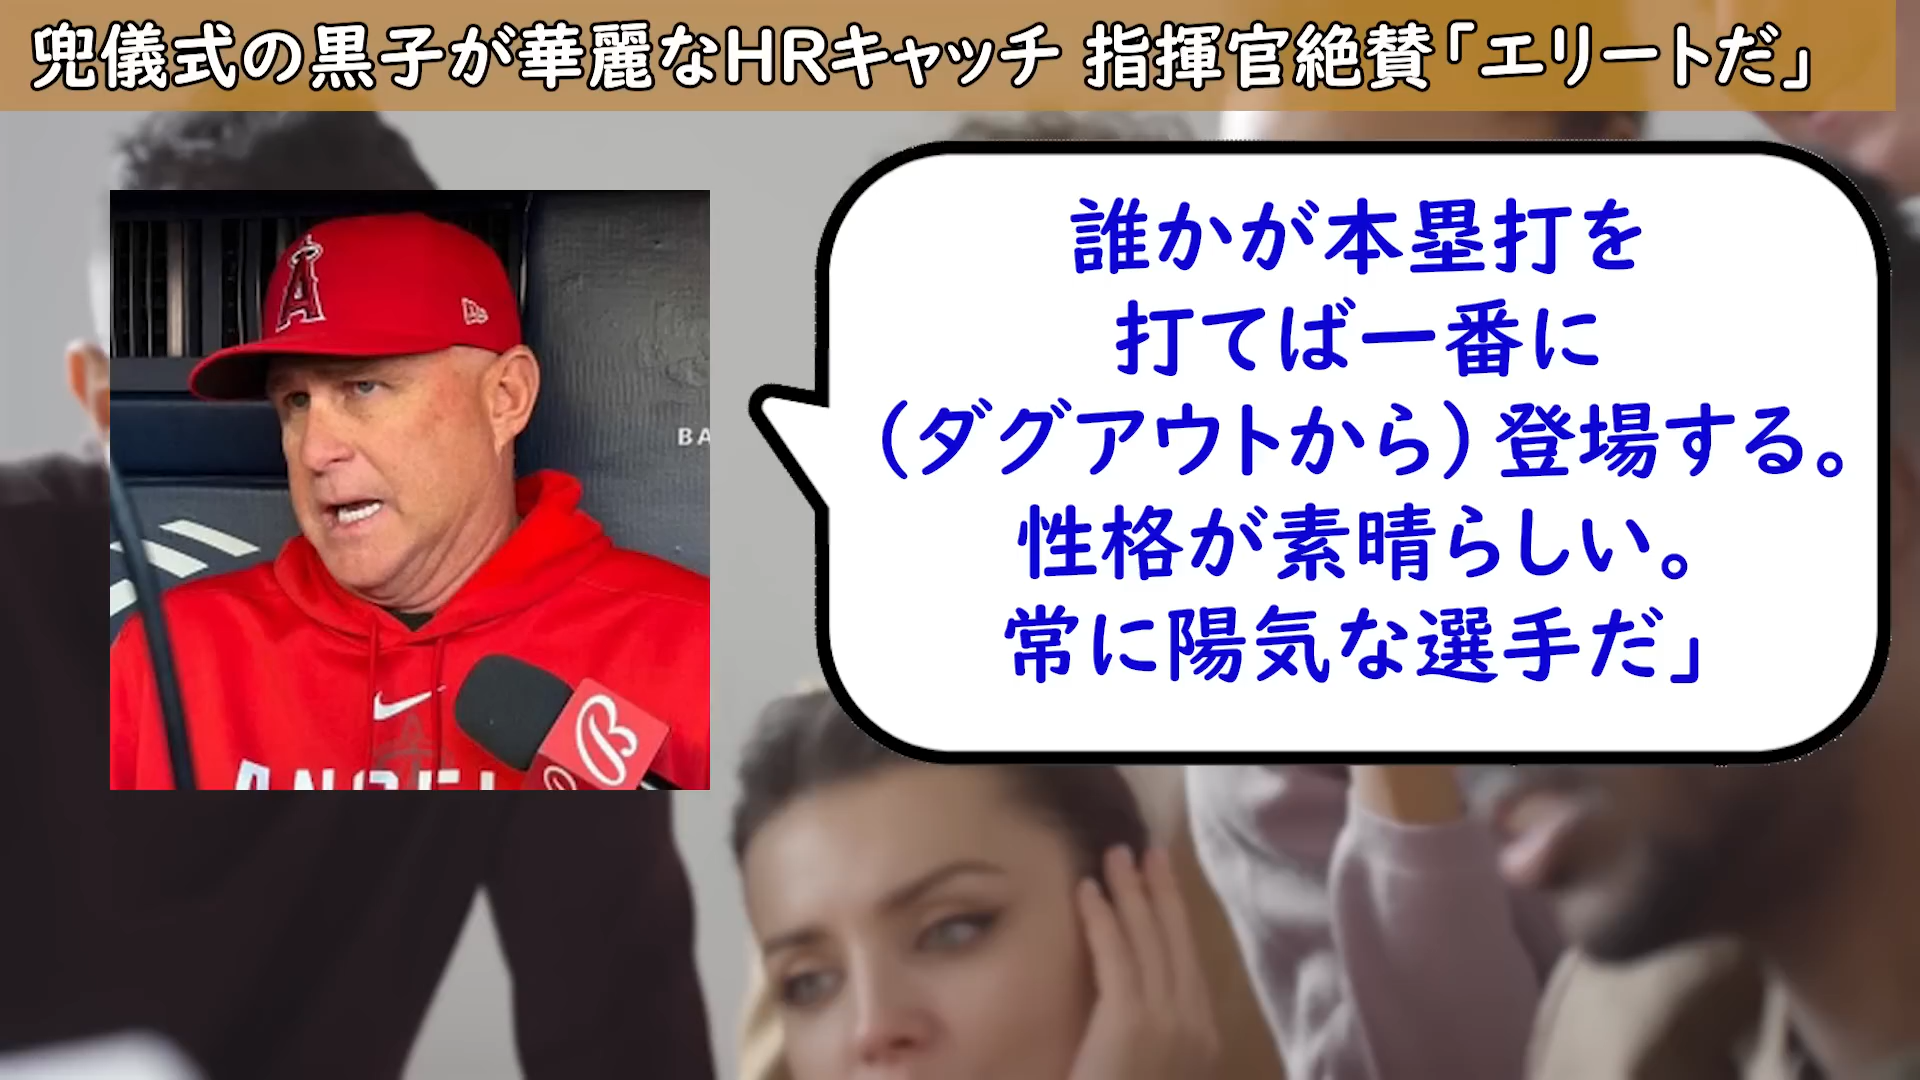 兜儀式の黒子が華麗なHRキャッチ 指揮官絶賛「エリートだ」
誰かが本塁打を
打てば一番に
(ダグアウトから)登場する。
性格が素晴らしい。
常に陽気な選手だ」
A
BA
B